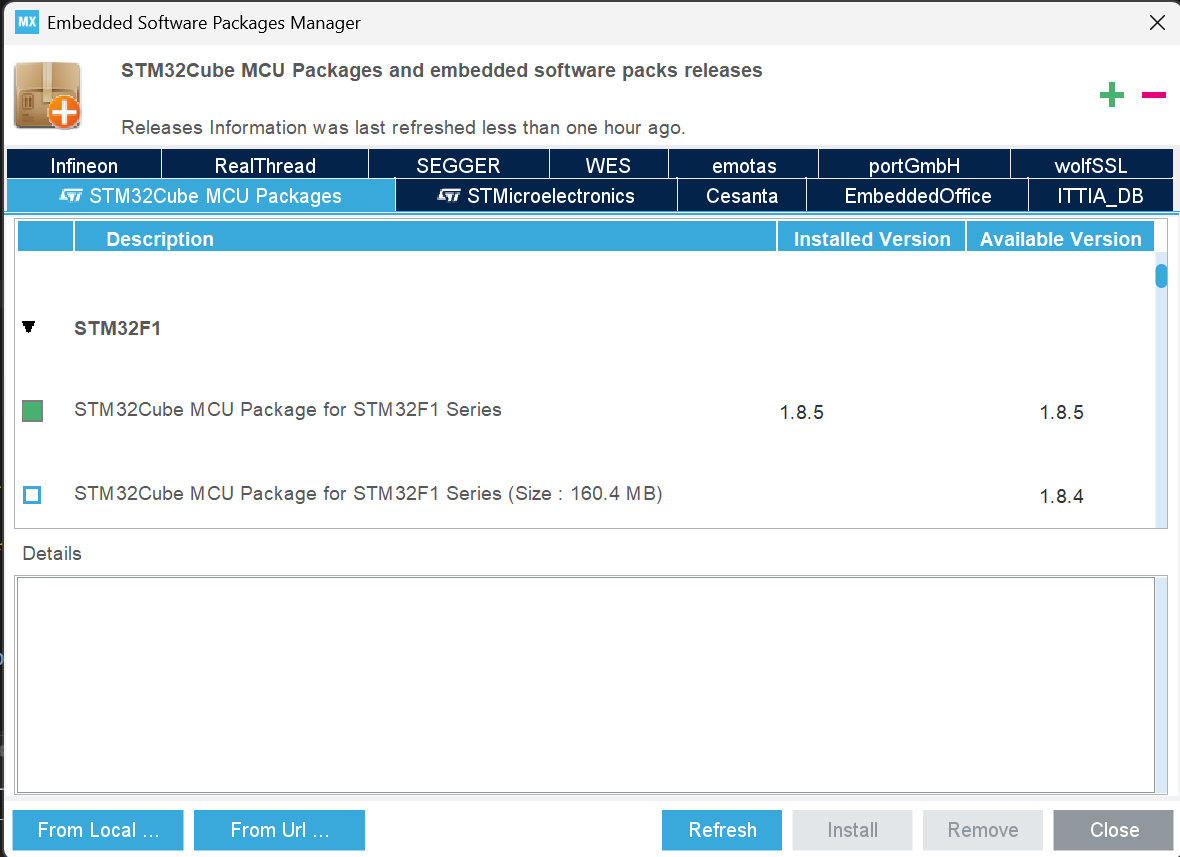 MX Embedded Software Packages Manager
STM32Cube MCU Packages and embedded software packs releases
Releases Information was last refreshed less than one hour ago.
Infineon RealThread SEGGER WES emotas portGmbH wolfSSL
STM32Cube MCU Packages STMicroelectronics Cesanta EmbeddedOffice ITTIA_DB
Description Installed Version Available Version
STM32F1
STM32Cube MCU Package for STM32F1 Series 1.8.5 1.8.5
STM32Cube MCU Package for STM32F1 Series (Size : 160.4 MB) 1.8.4
Details
From Local ... From Url ... Refresh Install Remove Close